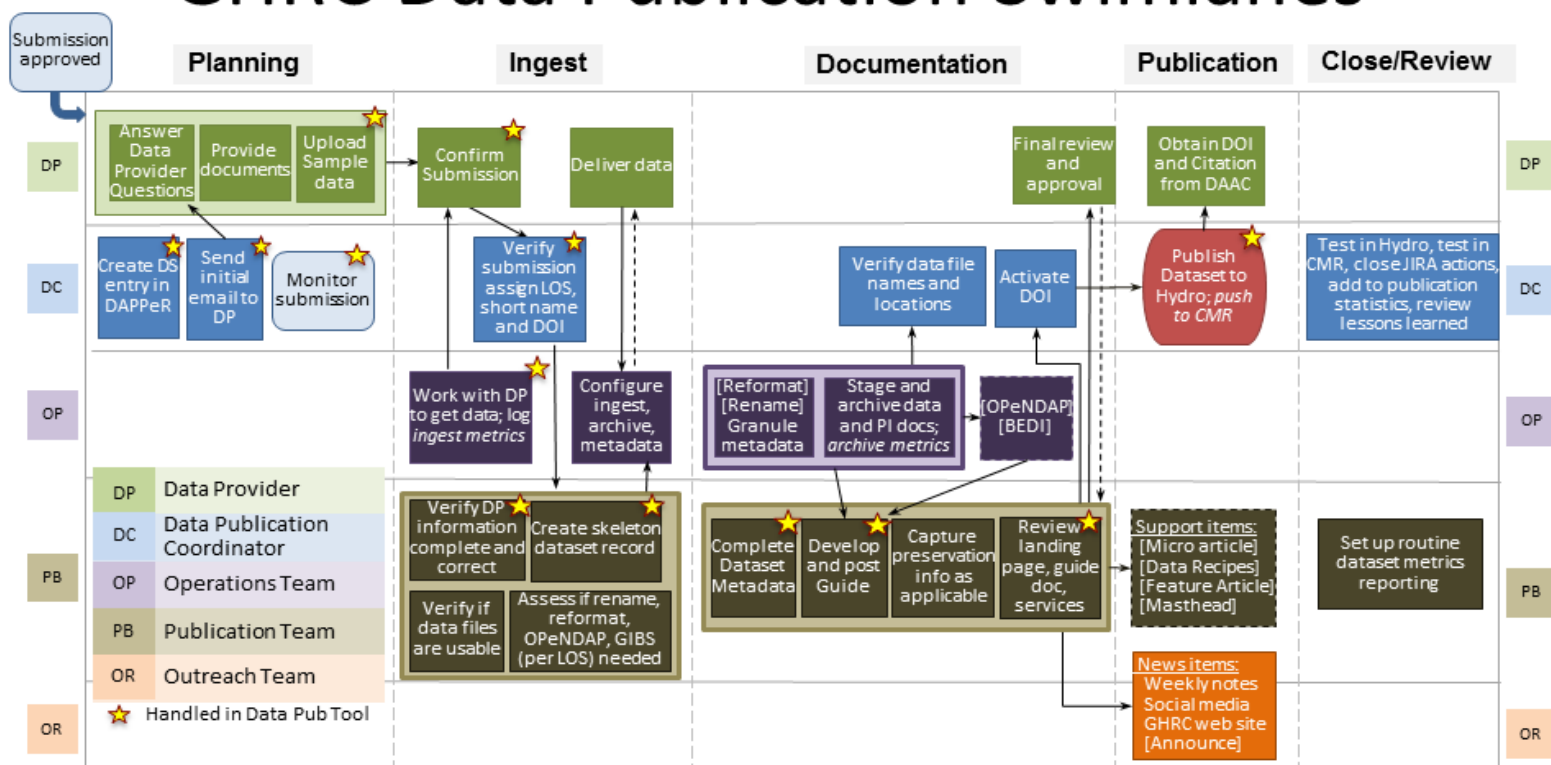 GHRC Data Publication Swimlanes
Submission
approved
Planning
Ingest
Documentation
Publication
Close/Review
DP
Answer
Data
Provider
Questions
Provide
documents
Upload
Sample
data
Confirm
Submission
Deliver data
Final review
and
approval
Obtain DOI
and Citation
from DAAC
DP
DC
Create DS
entry in
DAPPeR
Send
initial
email to
DP
Monitor
submission
Verify
submission
assign LOS,
short name
and DOI
Verify data file
names and
locations
Activate
DOI
Publish
Dataset to
Hydro; push
to CMR
Test in Hydro, test in
CMR, close JIRA actions,
add to publication
statistics, review
lessons learned
DC
OP
Work with DP
to get data; log
ingest metrics
Configure
ingest,
archive,
metadata
[Reformat]
[Rename]
Granule
metadata
Stage and
archive data
and PI docs;
archive metrics
[OPeNDAP]
[BEDI]
OP
DP Data Provider
DC Data Publication
Coordinator
OP Operations Team
PB Publication Team
OR Outreach Team
Handled in Data Pub Tool
PB
Verify DP
information
complete and
correct
Create skeleton
dataset record
Verify if
data files
are usable
Assess if rename,
reformat,
OPeNDAP, GIBS
(per LOS) needed
Complete
Dataset
Metadata
Develop
and post
Guide
Capture
preservation
info as
applicable
Review
landing
page, guide
doc,
services
Support items:
[Micro article]
[Data Recipes]
[Feature Article]
[Masthead]
Set up routine
dataset metrics
reporting
PB
OR
News items:
Weekly notes
Social media
GHRC web site
[Announce]
OR